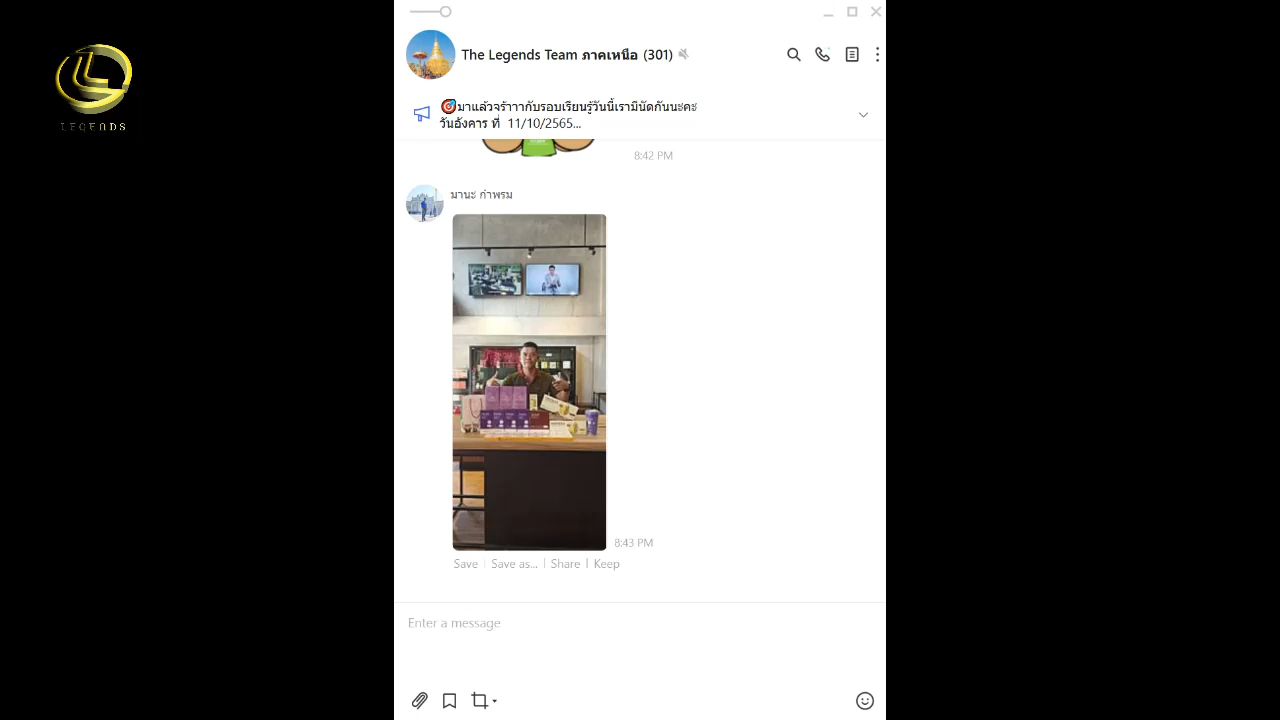 LEGENDS
The Legends Team ภาคเหนือ (301)
🎯มาแล้วจร้าาากับรอบเรียนรู้วันนี้เรามีนัดกันนะคะ
วันอังคาร ที่ 11/10/2565...
8:42 PM
มานะ ก๋าพรม
8:43 PM
Save | Save as... | Share | Keep
Enter a message